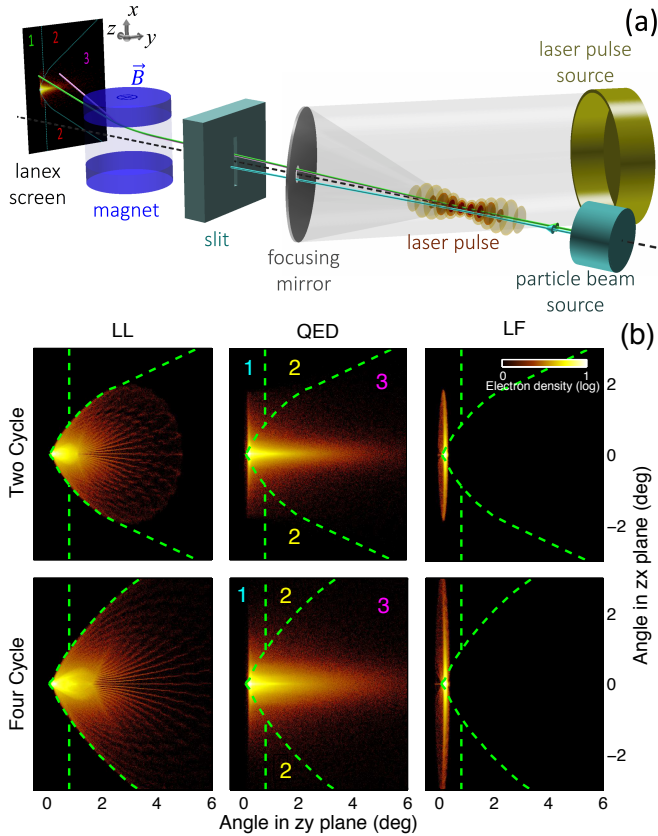 (a)
x
z
y
1
2
3
2
B
lanex
screen
magnet
slit
focusing
mirror
laser pulse
laser pulse
source
particle beam
source
(b)
LL
QED
LF
Two Cycle
1
2
3
2
0
1
Electron density (log)
2
0
−2
Four Cycle
1
2
3
2
2
0
−2
Angle in zx plane (deg)
0
2
4
6
0
2
4
6
0
2
4
6
Angle in zy plane (deg)